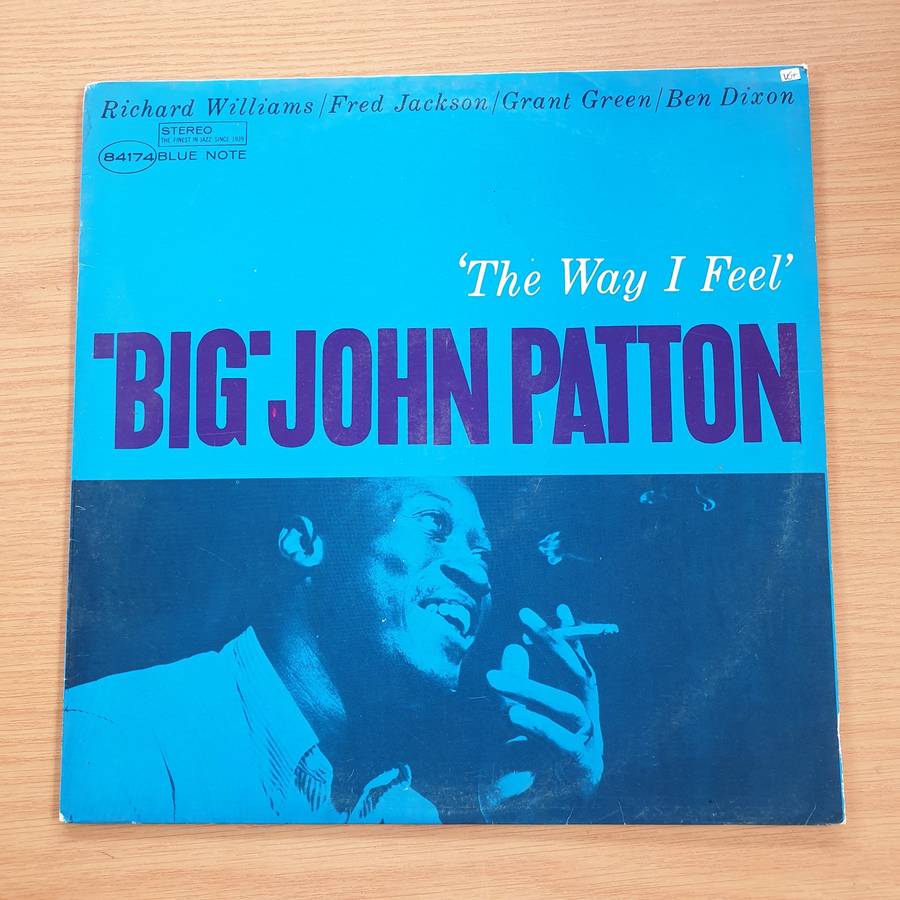 Richard Williams/Fred Jackson/Grant Green/Ben Dixon
STEREO
THE FINEST IN JAZZ SINCE 1939
84174 BLUE NOTE
'The Way I Feel'
"BIG" JOHN PATTON